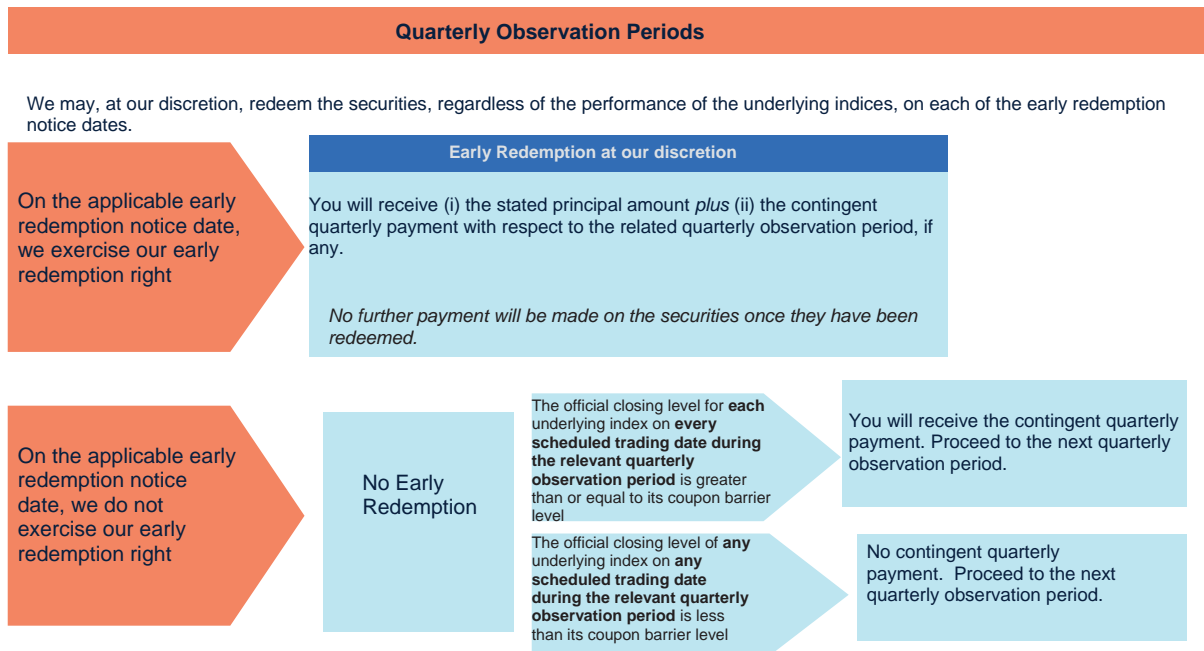 Quarterly Observation Periods
We may, at our discretion, redeem the securities, regardless of the performance of the underlying indices, on each of the early redemption
notice dates.
On the applicable early
redemption notice date,
we exercise our early
redemption right
Early Redemption at our discretion
You will receive (i) the stated principal amount plus (ii) the contingent
quarterly payment with respect to the related quarterly observation period, if
any.
No further payment will be made on the securities once they have been
redeemed.
On the applicable early
redemption notice
date, we do not
exercise our early
redemption right
No Early
Redemption
The official closing level for each
underlying index on every
scheduled trading date during
the relevant quarterly
observation period is greater
than or equal to its coupon barrier
level
You will receive the contingent quarterly
payment. Proceed to the next quarterly
observation period.
The official closing level of any
underlying index on any
scheduled trading date
during the relevant quarterly
observation period is less
than its coupon barrier level
No contingent quarterly
payment.  Proceed to the next
quarterly observation period.